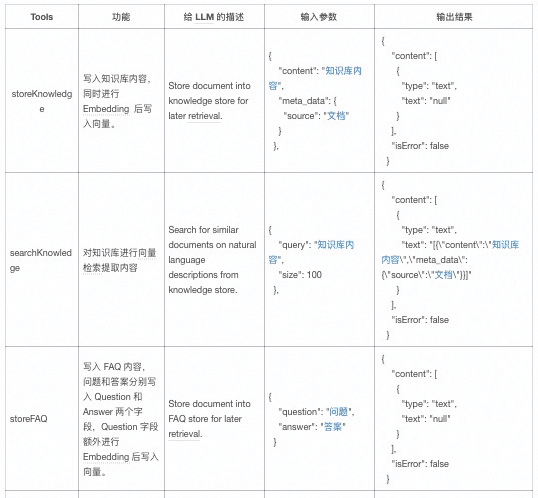 Tools
功能
给 LLM 的描述
输入参数
输出结果
storeKnowledg
e
写入知识库内容，
同时进行
Embedding 后写
入向量。
Store document into
knowledge store for
later retrieval.
{
"content": "知识库内
容",
"meta_data": {
"source": "文档"
}
},
{
"content": [
{
"type": "text",
"text": "null"
}
],
"isError": false
}
searchKnowled
ge
对知识库进行向量
检索提取内容
Search for similar
documents on natural
language
descriptions from
knowledge store.
{
"query": "知识库内
容",
"size": 100
},
{
"content": [
{
"type": "text",
"text": "[{\"content\":\"知识库
内容\",\"meta_data\":
{\"source\":\"文档\"}}]"
}
],
"isError": false
}
storeFAQ
写入 FAQ 内容，
问题和答案分别写
入 Question 和
Answer 两个字
段，Question 字段
额外进行
Embedding 后写入
向量。
Store document into
FAQ store for later
retrieval.
{
"question": "问题",
"answer": "答案"
}
{
"content": [
{
"type": "text",
"text": "null"
}
],
"isError": false
}